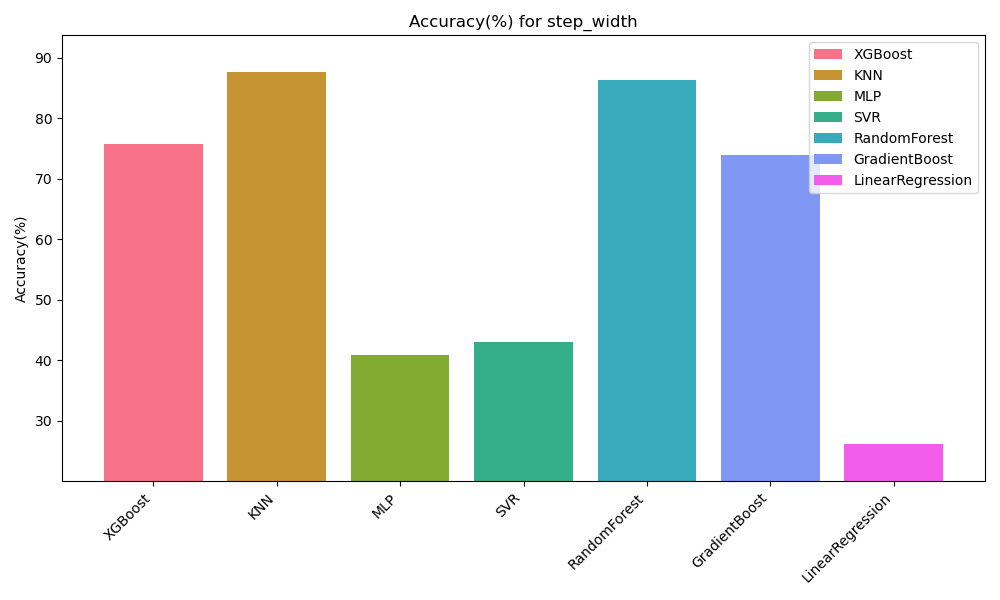 Accuracy(%) for step_width
Accuracy(%)
90
80
70
60
50
40
30
XGBoost
KNN
MLP
SVR
RandomForest
GradientBoost
LinearRegression
XGBoost
KNN
MLP
SVR
RandomForest
GradientBoost
LinearRegression